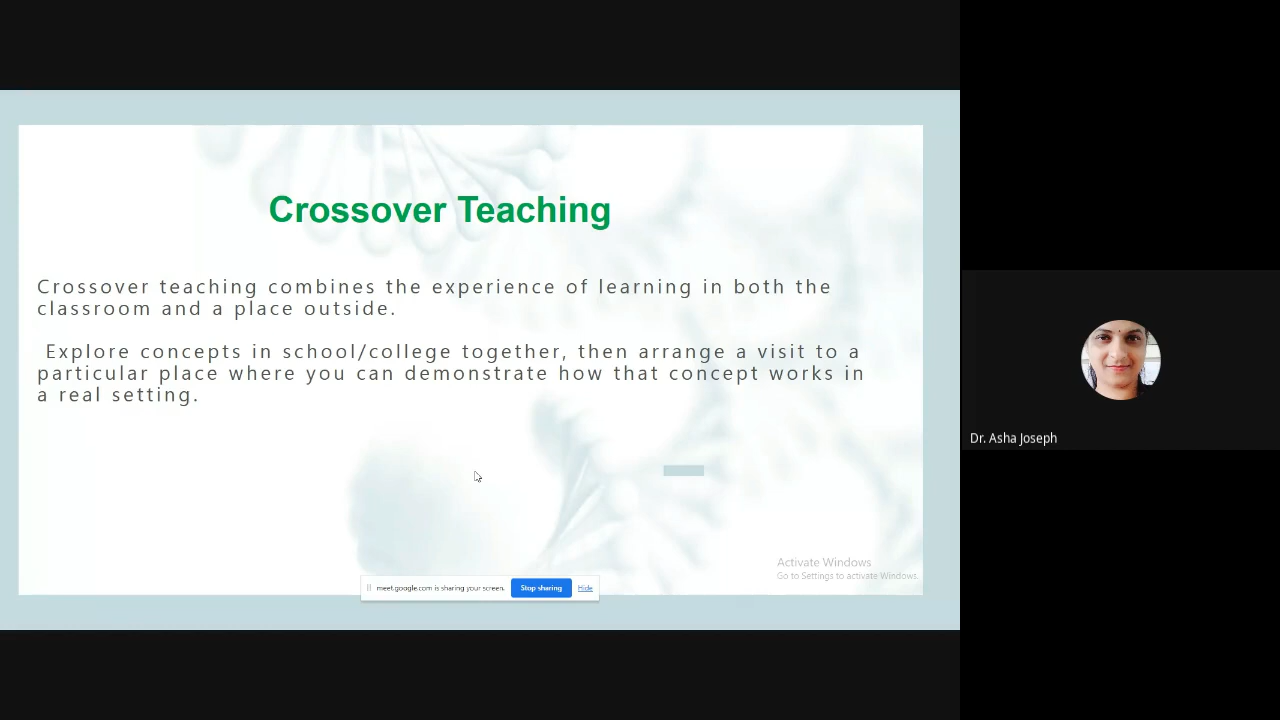 Crossover Teaching
Crossover teaching combines the experience of learning in both the
classroom and a place outside.
Explore concepts in school/college together, then arrange a visit to a
particular place where you can demonstrate how that concept works in
a real setting.
Activate Windows
Go to Settings to activate Windows.
meet.google.com is sharing your screen.
Stop sharing
Hide
Dr. Asha Joseph